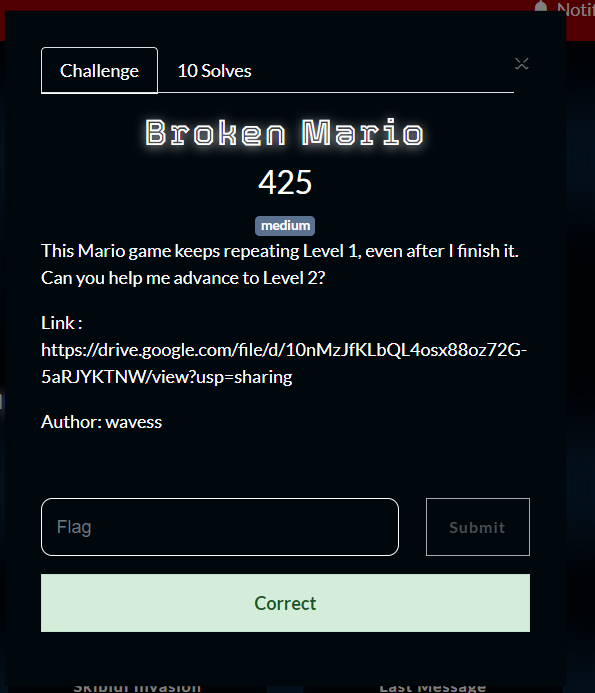 Notif
Challenge
10 Solves
Broken Mario
425
medium
This Mario game keeps repeating Level 1, even after I finish it.
Can you help me advance to Level 2?
Link :
https://drive.google.com/file/d/10nMzJfKLbQL4osx88oz72G-
5aRJYKTNW/view?usp=sharing
Author: wavess
Flag
Submit
Correct
Skibidi Invasion
Last Message